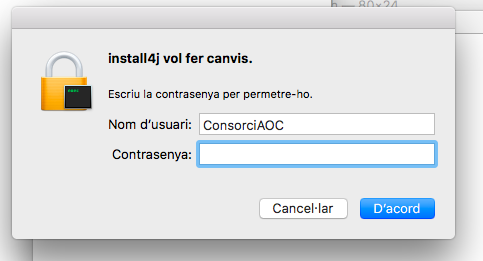 80×24
install4j vol fer canvis.
Escriu la contrasenya per permetre-ho.
Nom d’usuari: ConsorciAOC
Contrasenya:
Cancel·lar D’acord